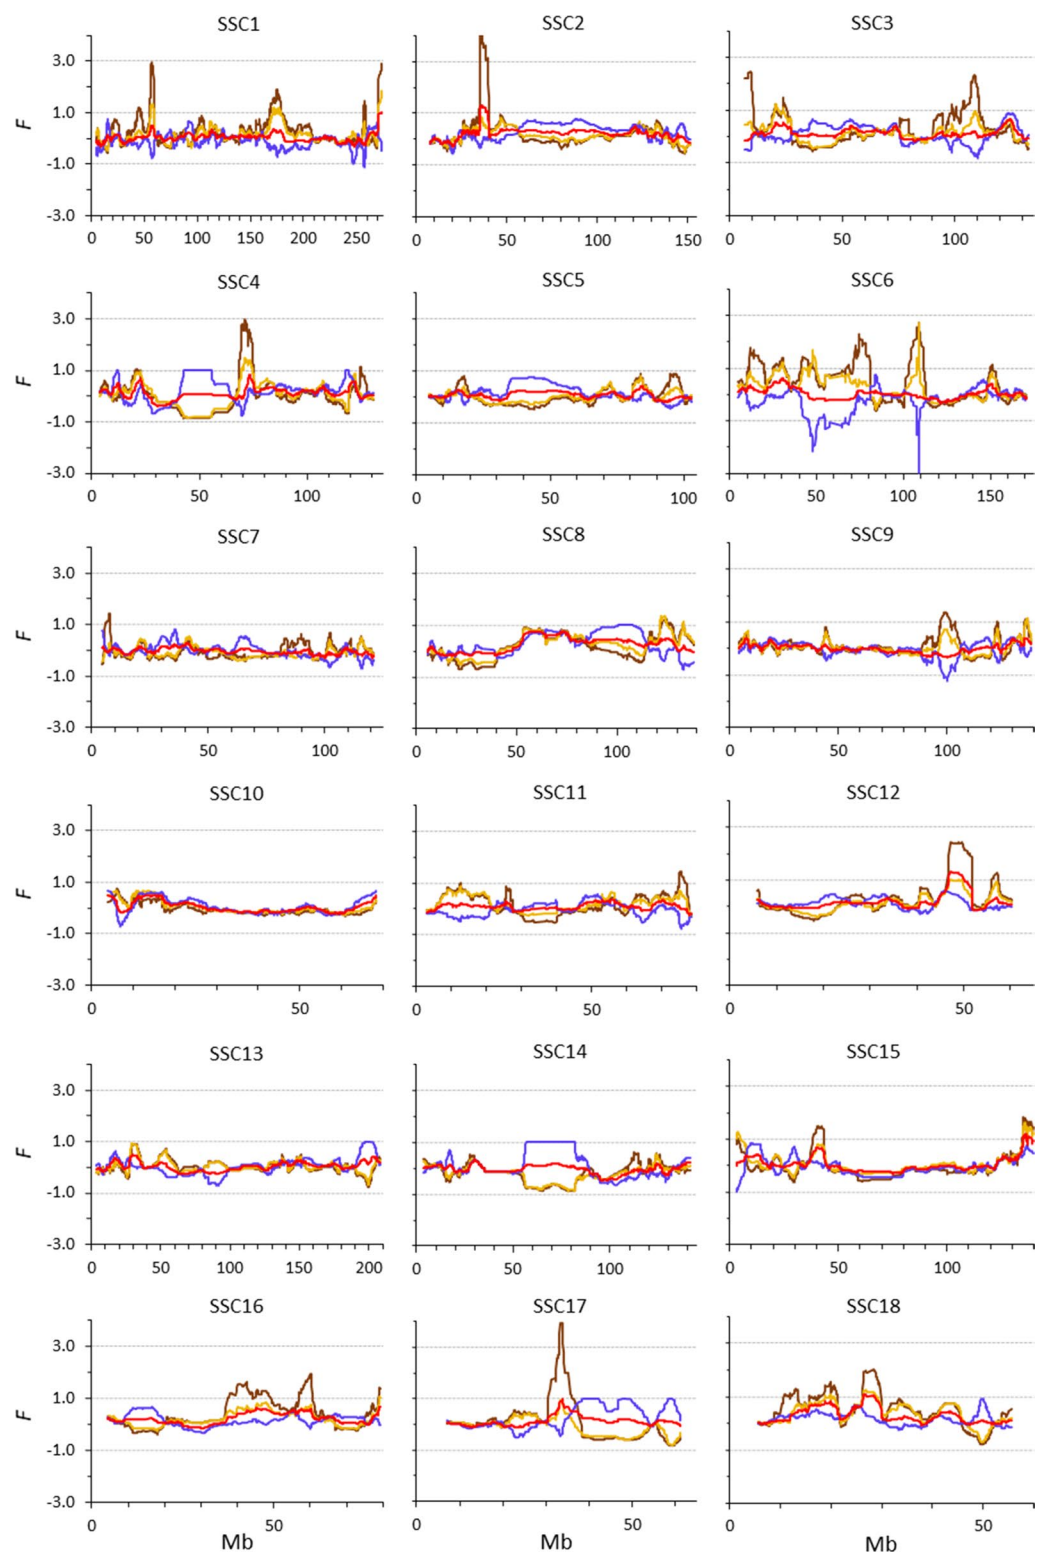 SSC1 SSC2 SSC3
3.0
1.0
F
-1.0
-3.0
0 50 100 150 200 250 0 50 100 150 0 50 100
SSC4 SSC5 SSC6
3.0
1.0
F
-1.0
-3.0
0 50 100 0 50 100 0 50 100 150
SSC7 SSC8 SSC9
3.0
1.0
F
-1.0
-3.0
0 50 100 0 50 100 0 50 100
SSC10 SSC11 SSC12
3.0
1.0
F
-1.0
-3.0
0 50 0 50 0 50
SSC13 SSC14 SSC15
3.0
1.0
F
-1.0
-3.0
0 50 100 150 200 0 50 100 0 50 100
SSC16 SSC17 SSC18
3.0
1.0
F
-1.0
-3.0
0 50 0 50 0 50
Mb Mb Mb